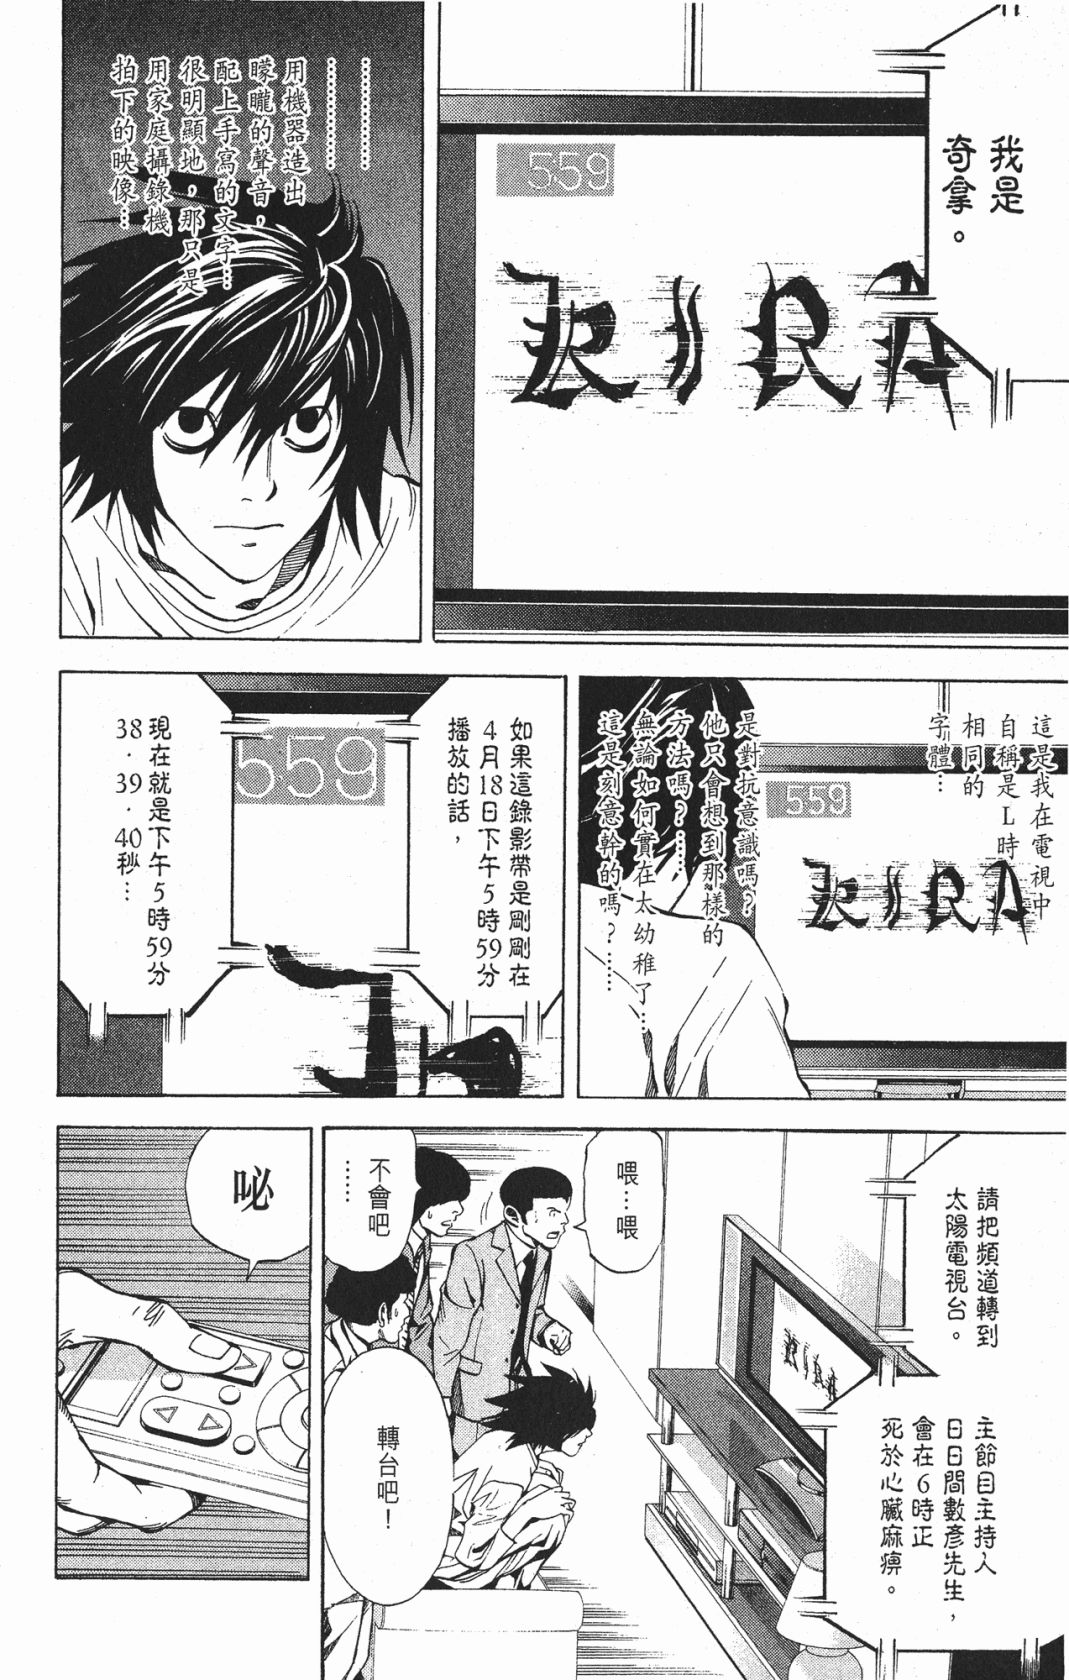 我是
奇拿。
559
KIRA
………………
………………
用機器造出
矇矓的聲音，
配上手寫的文字…
很明顯地，那只是
用家庭攝錄機
拍下的映像…
這是我在電視中
自稱是L時
相同的
字體…
559
KIRA
是對抗意識嗎？
他只會想到那樣的
方法嗎？……
無論如何實在太幼稚了…
這是刻意幹的嗎？……
如果這錄影帶是剛剛在
4月18日下午5時59分
播放的話，
559
現在就是下午5時59分
38．39．40秒…
請把頻道轉到
太陽電視台。
主節目主持人
日日間數彥先生，
會在6時正
死於心臟麻痹。
KIRA
喂…喂
不會吧
……
轉台吧！
咇